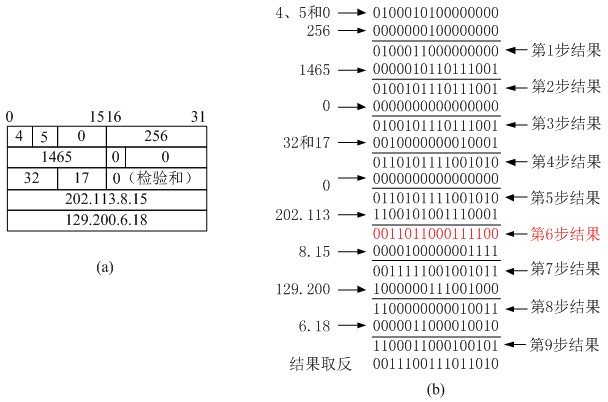 0 15 16 31
4 5 0 256
1465 0 0
32 17 0（检验和）
202.113.8.15
129.200.6.18
(a)
4、5和0 0100010100000000
256 0000000100000000
0100011000000000 第1步结果
1465 0000010110111001
0100101110111001 第2步结果
0 0000000000000000
0100101110111001 第3步结果
32和17 0010000000010001
0110101111001010 第4步结果
0 0000000000000000
0110101111001010 第5步结果
202.113 1100101001110001
0011011000111100 第6步结果
8.15 0000100000001111
0011111001001011 第7步结果
129.200 1000000111001000
1100000000010011 第8步结果
6.18 0000011000010010
1100011000100101 第9步结果
结果取反 0011100111011010
(b)